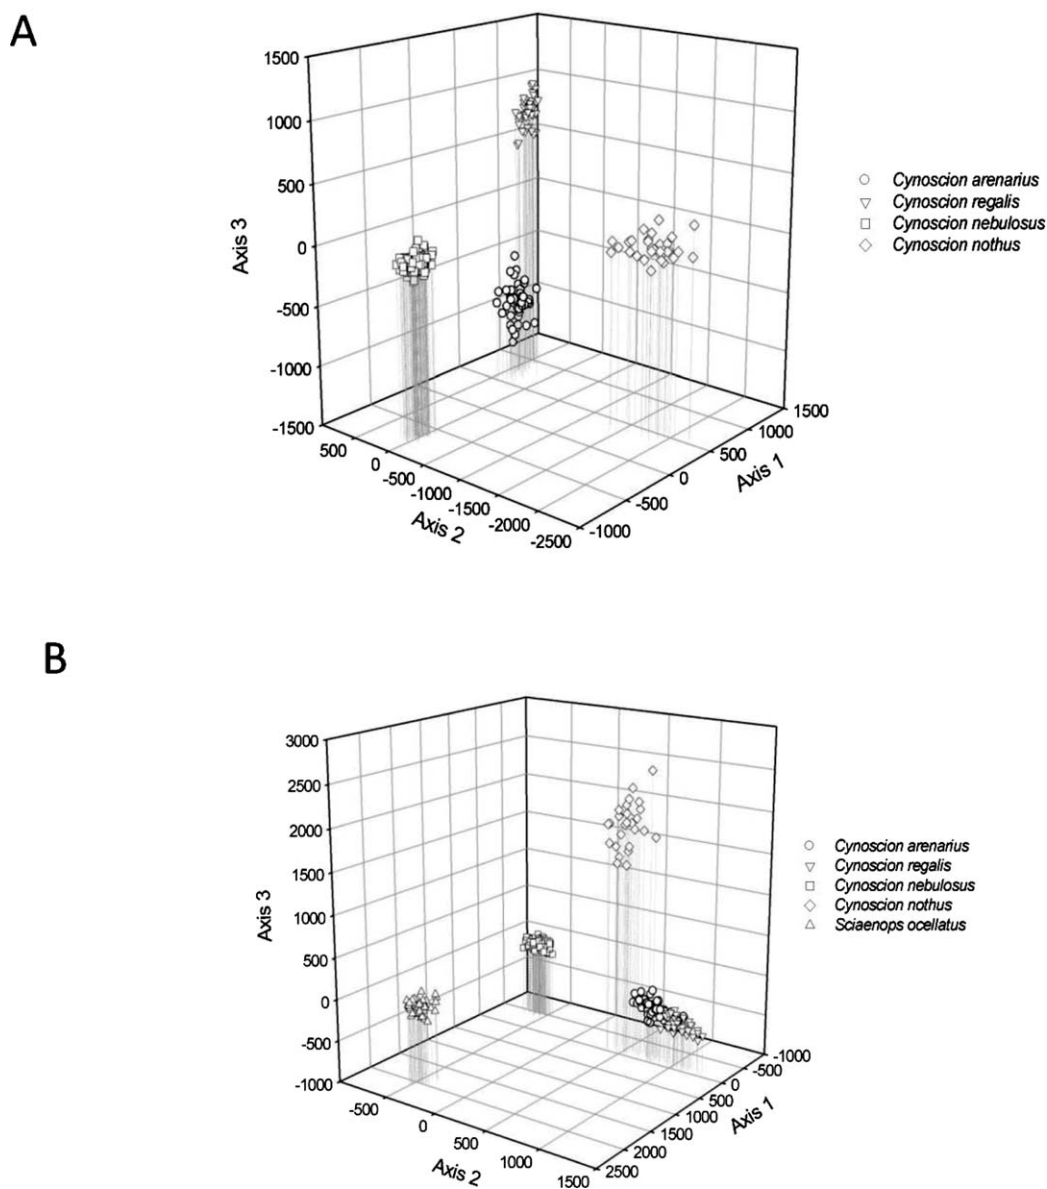 A
1500
1000
500
0
-500
-1000
-1500
Axis 3
500
0
-500
-1000
-1500
-2000
-2500
Axis 2
-1000
-500
0
500
1000
1500
Axis 1
Cynoscion arenarius
Cynoscion regalis
Cynoscion nebulosus
Cynoscion nothus
B
3000
2500
2000
1500
1000
500
0
-500
-1000
Axis 3
-500
0
500
1000
1500
Axis 2
2500
2000
1500
1000
500
0
-500
-1000
Axis 1
Cynoscion arenarius
Cynoscion regalis
Cynoscion nebulosus
Cynoscion nothus
Sciaenops ocellatus